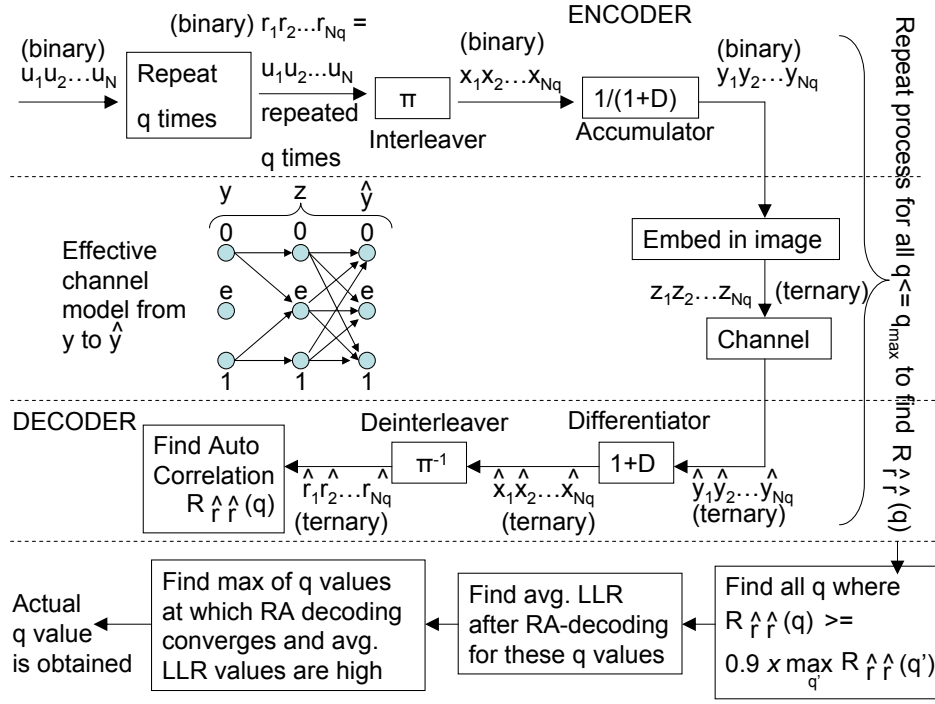 ENCODER
(binary) r₁r₂...r_Nq =
(binary)
u₁u₂…u_N
Repeat
q times
u₁u₂...u_N
repeated
q times
π
Interleaver
(binary)
x₁x₂…x_Nq
1/(1+D)
Accumulator
(binary)
y₁y₂…y_Nq
Repeat process for all q<= q_max to find R_r̂r̂(q)
Effective
channel
model from
y to ŷ
y z ŷ
0 0 0
e e e
1 1 1
Embed in image
z₁z₂…z_Nq (ternary)
Channel
DECODER
Find Auto
Correlation
R_r̂r̂(q)
Deinterleaver
π⁻¹
Differentiator
1+D
r̂₁r̂₂…r̂_Nq
(ternary)
x̂₁x̂₂…x̂_Nq
(ternary)
ŷ₁ŷ₂…ŷ_Nq
(ternary)
Actual
q value
is obtained
Find max of q values
at which RA decoding
converges and avg.
LLR values are high
Find avg. LLR
after RA-decoding
for these q values
Find all q where
R_r̂r̂(q) >=
0.9 x max_q' R_r̂r̂(q')